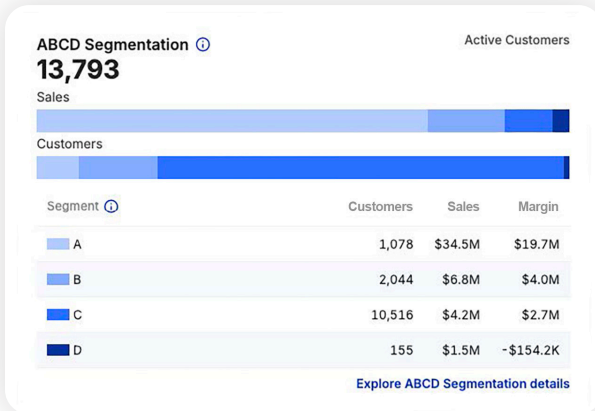 ABCD Segmentation
Active Customers
13,793
Sales
Customers
Segment Customers Sales Margin
A 1,078 $34.5M $19.7M
B 2,044 $6.8M $4.0M
C 10,516 $4.2M $2.7M
D 155 $1.5M -$154.2K
Explore ABCD Segmentation details